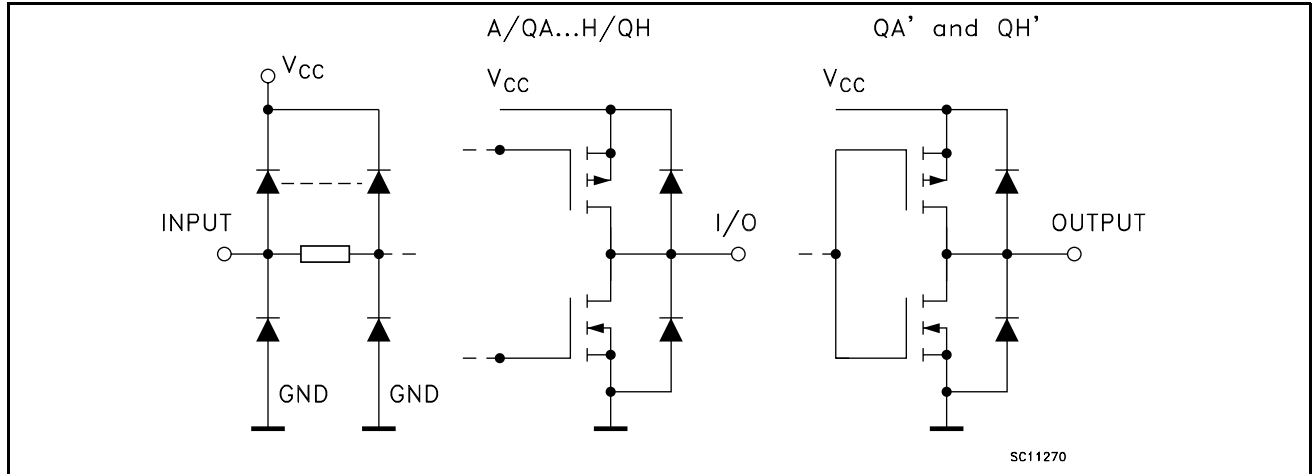 A/QA...H/QH
QA' and QH'
VCC
VCC
VCC
INPUT
I/O
OUTPUT
GND
GND
SC11270